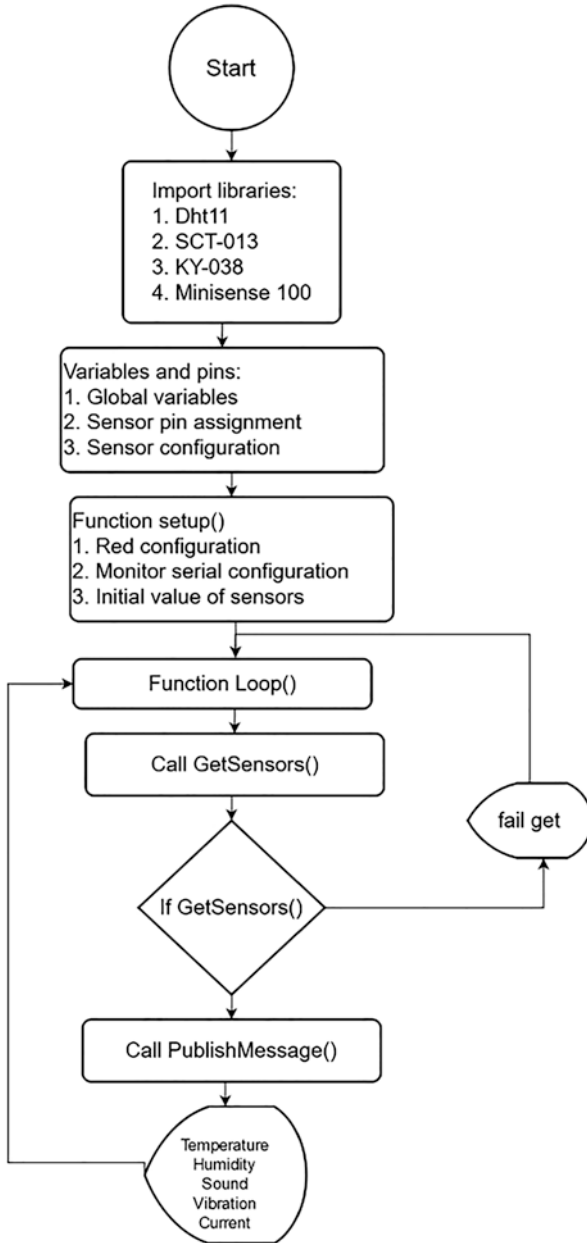 Start
Import libraries:
1. Dht11
2. SCT-013
3. KY-038
4. Minisense 100
Variables and pins:
1. Global variables
2. Sensor pin assignment
3. Sensor configuration
Function setup()
1. Red configuration
2. Monitor serial configuration
3. Initial value of sensors
Function Loop()
Call GetSensors()
fail get
If GetSensors()
Call PublishMessage()
Temperature
Humidity
Sound
Vibration
Current